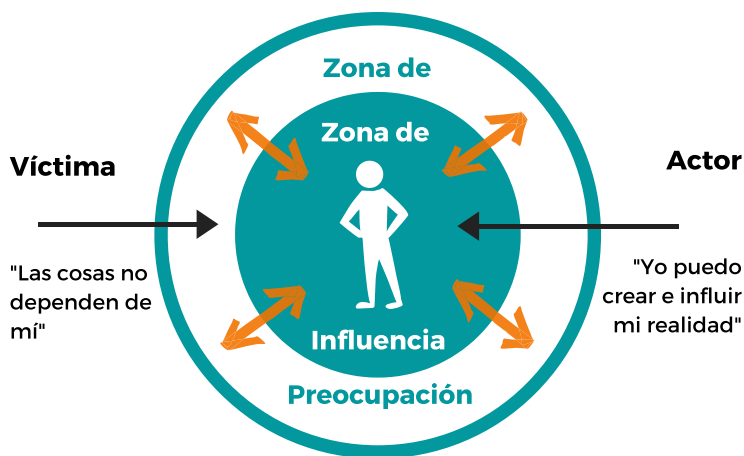 Zona de
Zona de
Influencia
Preocupación
Víctima
"Las cosas no
dependen de
mí"
Actor
"Yo puedo
crear e influir
mi realidad"